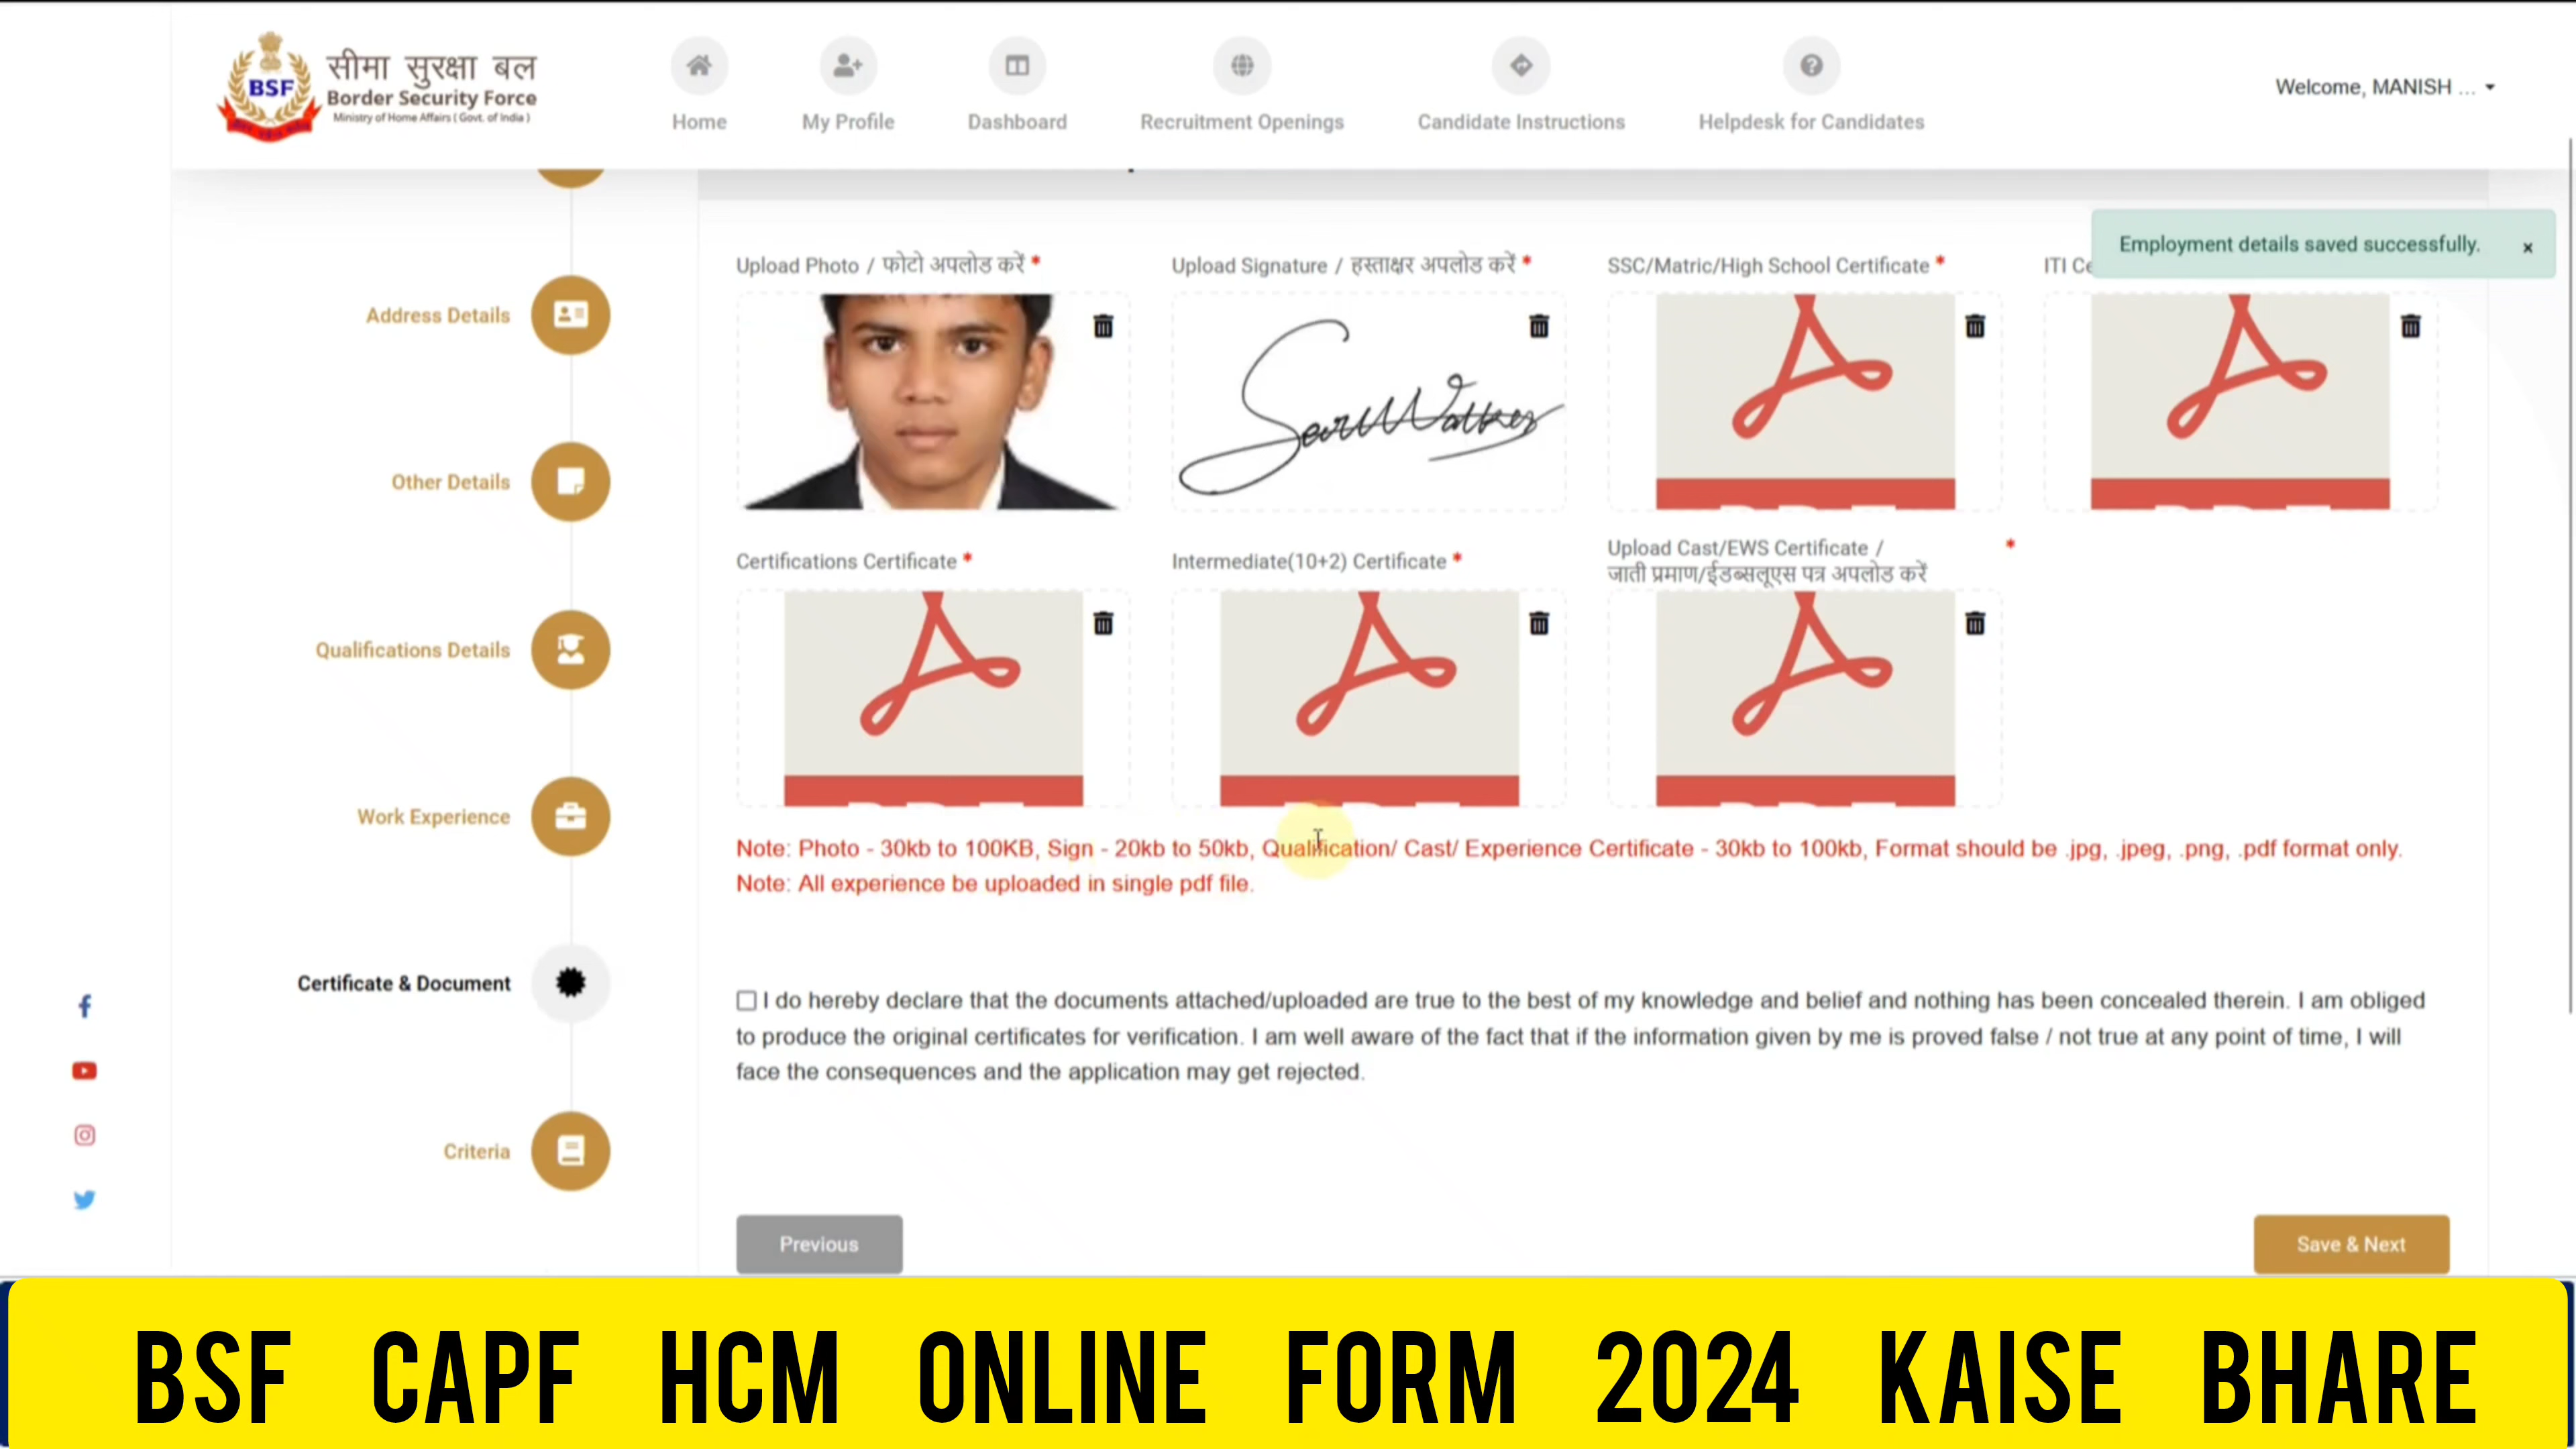 BSF
सीमा सुरक्षा बल
Border Security Force
Ministry of Home Affairs ( Govt. of India )
Home
My Profile
Dashboard
Recruitment Openings
Candidate Instructions
Helpdesk for Candidates
Welcome, MANISH ...
Employment details saved successfully. ×
Address Details
Other Details
Qualifications Details
Work Experience
Certificate & Document
Criteria
Upload Photo / फोटो अपलोड करें *
Upload Signature / हस्ताक्षर अपलोड करें *
SSC/Matric/High School Certificate *
ITI Ce
Certifications Certificate *
Intermediate(10+2) Certificate *
Upload Cast/EWS Certificate / *
जाती प्रमाण/ईडब्सलूएस पत्र अपलोड करें
Note: Photo - 30kb to 100KB, Sign - 20kb to 50kb, Qualification/ Cast/ Experience Certificate - 30kb to 100kb, Format should be .jpg, .jpeg, .png, .pdf format only.
Note: All experience be uploaded in single pdf file.
I do hereby declare that the documents attached/uploaded are true to the best of my knowledge and belief and nothing has been concealed therein. I am obliged
to produce the original certificates for verification. I am well aware of the fact that if the information given by me is proved false / not true at any point of time, I will
face the consequences and the application may get rejected.
Previous
Save & Next
BSF CAPF HCM ONLINE FORM 2024 KAISE BHARE